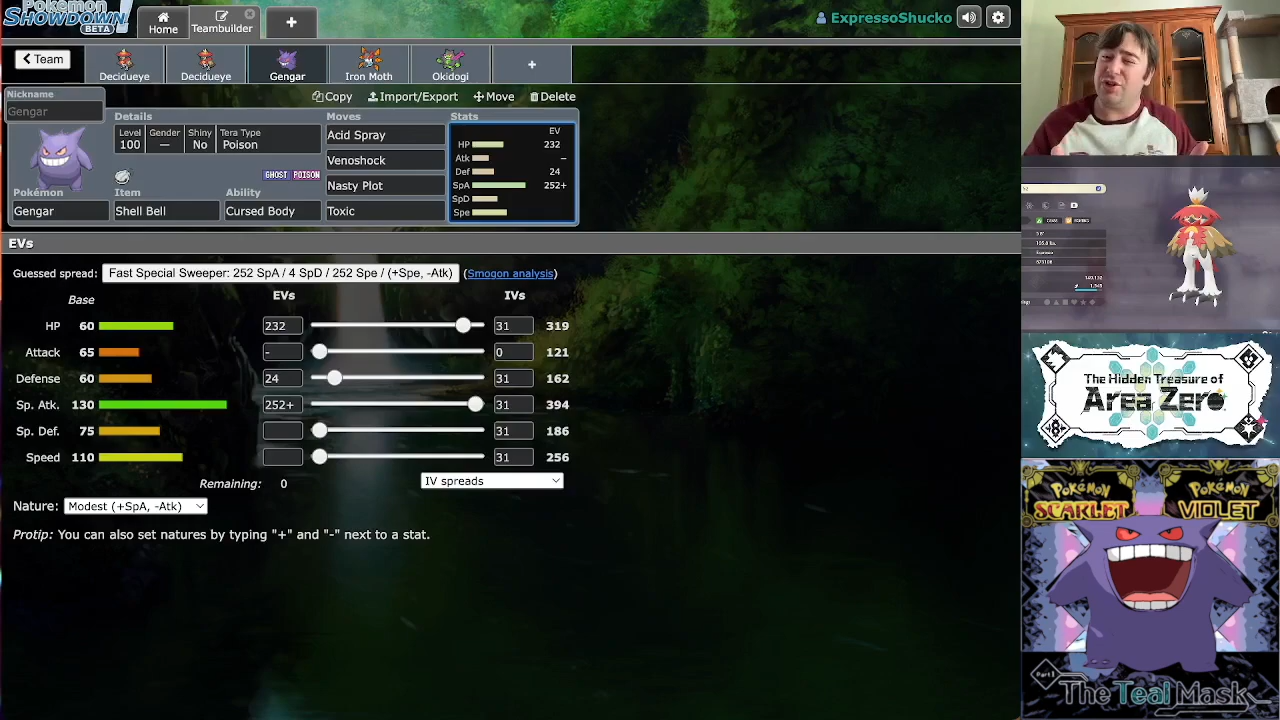 Pokémon
SHOWDOWN! BETA
Home
Teambuilder
+
ExpressoShucko
< Team
Decidueye
Decidueye
Gengar
Iron Moth
Okidogi
+
Copy Import/Export Move Delete
Nickname
Gengar
Details
Level 100
Gender —
Shiny No
Tera Type Poison
GHOST POISON
Pokémon
Gengar
Item
Shell Bell
Ability
Cursed Body
Moves
Acid Spray
Venoshock
Nasty Plot
Toxic
Stats
EV
HP 232
Atk –
Def 24
SpA 252+
SpD
Spe
EVs
Guessed spread: Fast Special Sweeper: 252 SpA / 4 SpD / 252 Spe / (+Spe, -Atk) (Smogon analysis)
Base EVs IVs
HP 60 232 31 319
Attack 65 - 0 121
Defense 60 24 31 162
Sp. Atk. 130 252+ 31 394
Sp. Def. 75 31 186
Speed 110 31 256
Remaining: 0 IV spreads
Nature: Modest (+SpA, -Atk)
Protip: You can also set natures by typing "+" and "-" next to a stat.
The Hidden Treasure of
Area Zero
POKÉMON SCARLET
POKÉMON VIOLET
Part 1
The Teal Mask